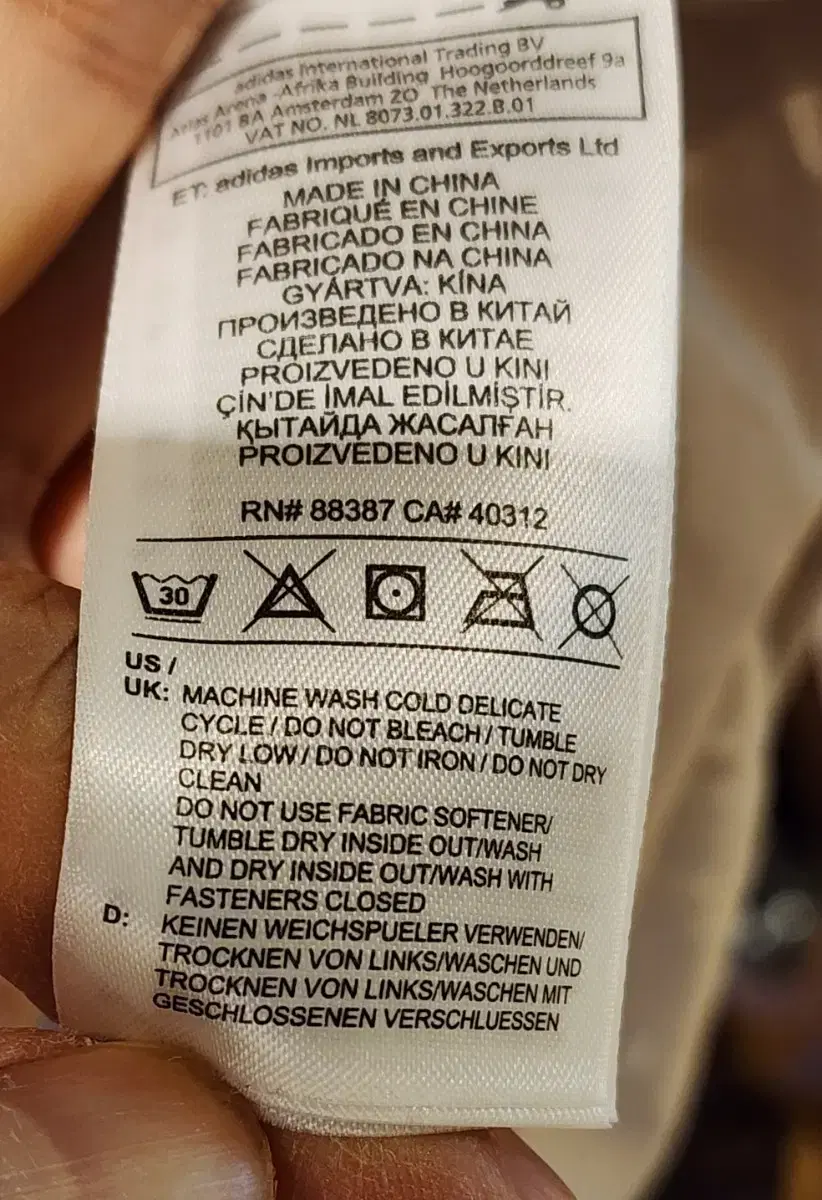 adidas International Trading BV
Atlas Arena -Afrika Building Hoogoorddreef 9a
1101 BA Amsterdam ZO The Netherlands
VAT NO. NL 8073.01.322.B.01
ET: adidas Imports and Exports Ltd
MADE IN CHINA
FABRIQUÉ EN CHINE
FABRICADO EN CHINA
FABRICADO NA CHINA
GYÁRTVA: KÍNA
ПРОИЗВЕДЕНО В КИТАЙ
СДЕЛАНО В КИТАЕ
PROIZVEDENO U KINI
ÇİN'DE İMAL EDİLMİŞTİR.
ҚЫТАЙДА ЖАСАЛҒАН
PROIZVEDENO U KINI
RN# 88387 CA# 40312
30
US /
UK: MACHINE WASH COLD DELICATE
CYCLE / DO NOT BLEACH / TUMBLE
DRY LOW / DO NOT IRON / DO NOT DRY
CLEAN
DO NOT USE FABRIC SOFTENER/
TUMBLE DRY INSIDE OUT/WASH
AND DRY INSIDE OUT/WASH WITH
FASTENERS CLOSED
D: KEINEN WEICHSPUELER VERWENDEN/
TROCKNEN VON LINKS/WASCHEN UND
TROCKNEN VON LINKS/WASCHEN MIT
GESCHLOSSENEN VERSCHLUESSEN